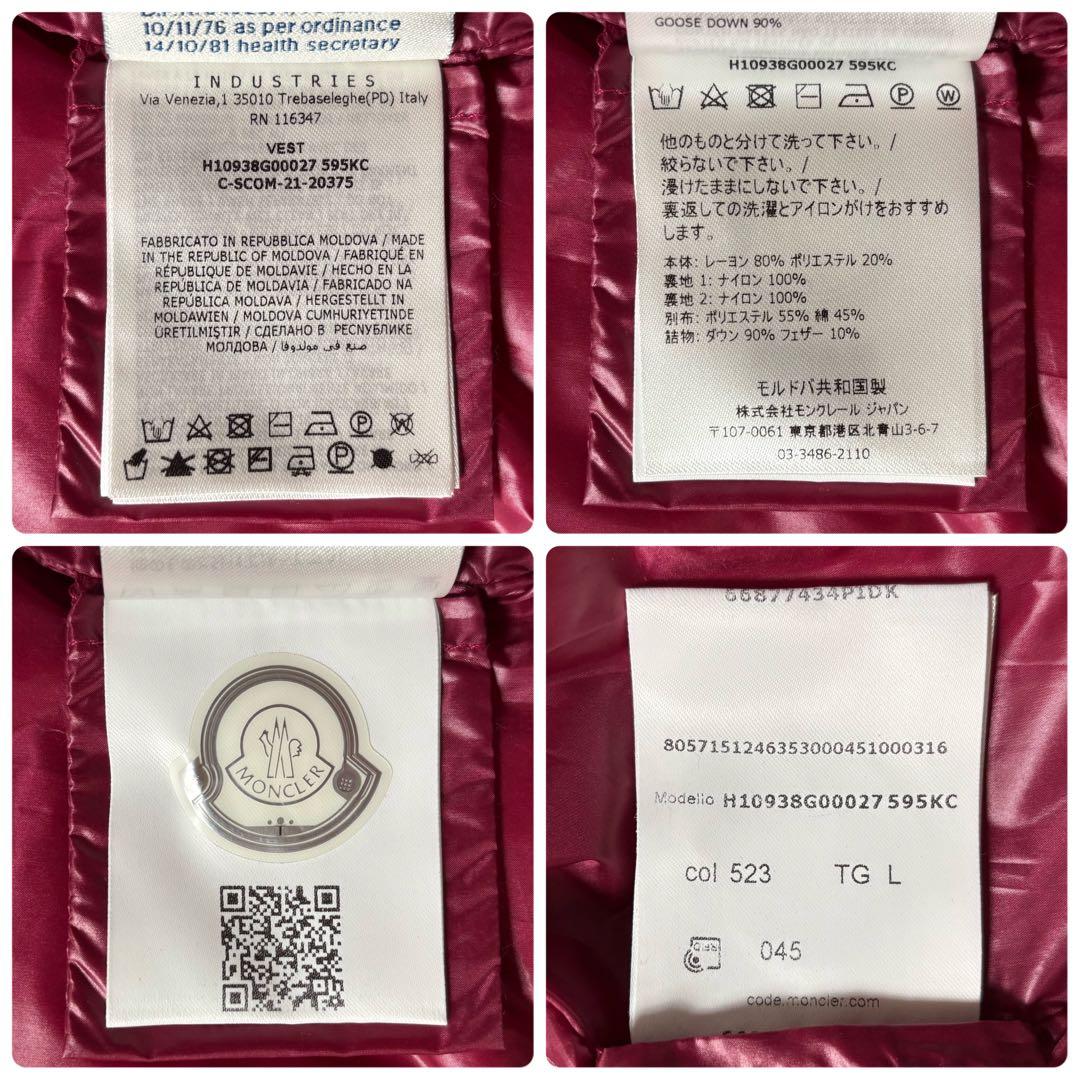 10/11/76 as per ordinance
14/10/81 health secretary
INDUSTRIES
Via Venezia,1 35010 Trebaseleghe(PD) Italy
RN 116347
VEST
H10938G00027 595KC
C-SCOM-21-20375
FABBRICATO IN REPUBBLICA MOLDOVA / MADE
IN THE REPUBLIC OF MOLDOVA / FABRIQUÉ EN
RÉPUBLIQUE DE MOLDAVIE / HECHO EN LA
REPÚBLICA DE MOLDAVIA / FABRICADO NA
REPÚBLICA MOLDAVA / HERGESTELLT IN
MOLDAWIEN / MOLDOVA CUMHURIYETINDE
ÜRETILMIŞTIR / СДЕЛАНО В РЕСПУБЛИКЕ
МОЛДОВА / صنع في مولدوفا
GOOSE DOWN 90%
H10938G00027 595KC
他のものと分けて洗って下さい。/
絞らないで下さい。/
浸けたままにしないで下さい。/
裏返しての洗濯とアイロンがけをおすすめ
します。
本体: レーヨン 80% ポリエステル 20%
裏地 1: ナイロン 100%
裏地 2: ナイロン 100%
別布: ポリエステル 55% 綿 45%
詰物: ダウン 90% フェザー 10%
モルドバ共和国製
株式会社モンクレール ジャパン
〒107-0061 東京都港区北青山3-6-7
03-3486-2110
MONCLER
66877434PIDK
8057151246353000451000316
Modello H10938G00027 595KC
col 523 TG L
RFID
045
code.moncler.com